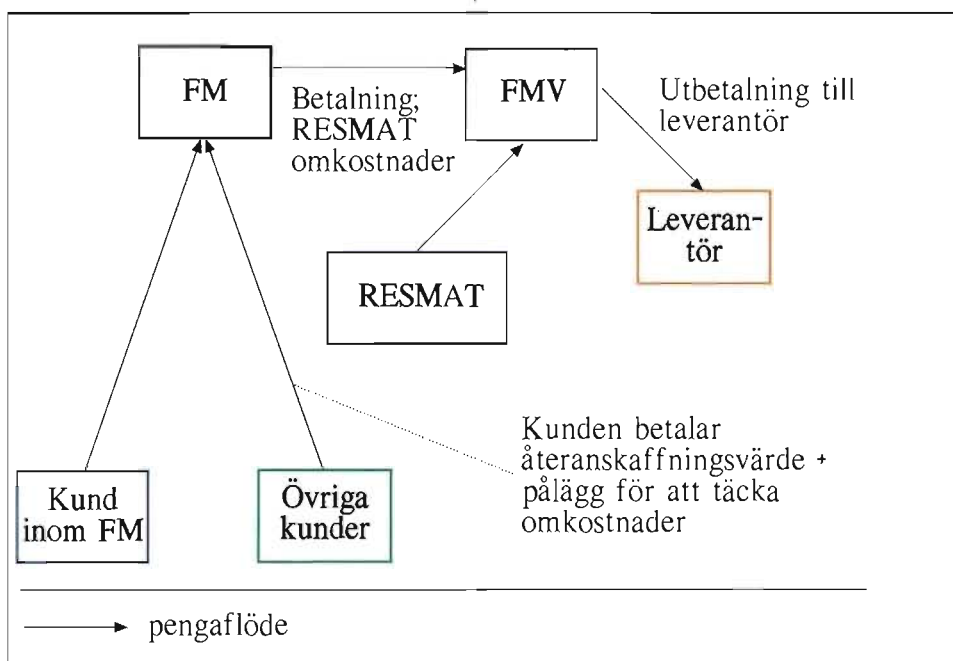 FM
Betalning;
RESMAT
omkostnader
FMV
Utbetalning till
leverantör
Leveran-
tör
RESMAT
Kunden betalar
återanskaffningsvärde +
pålägg för att täcka
omkostnader
Kund
inom FM
Övriga
kunder
pengaflöde